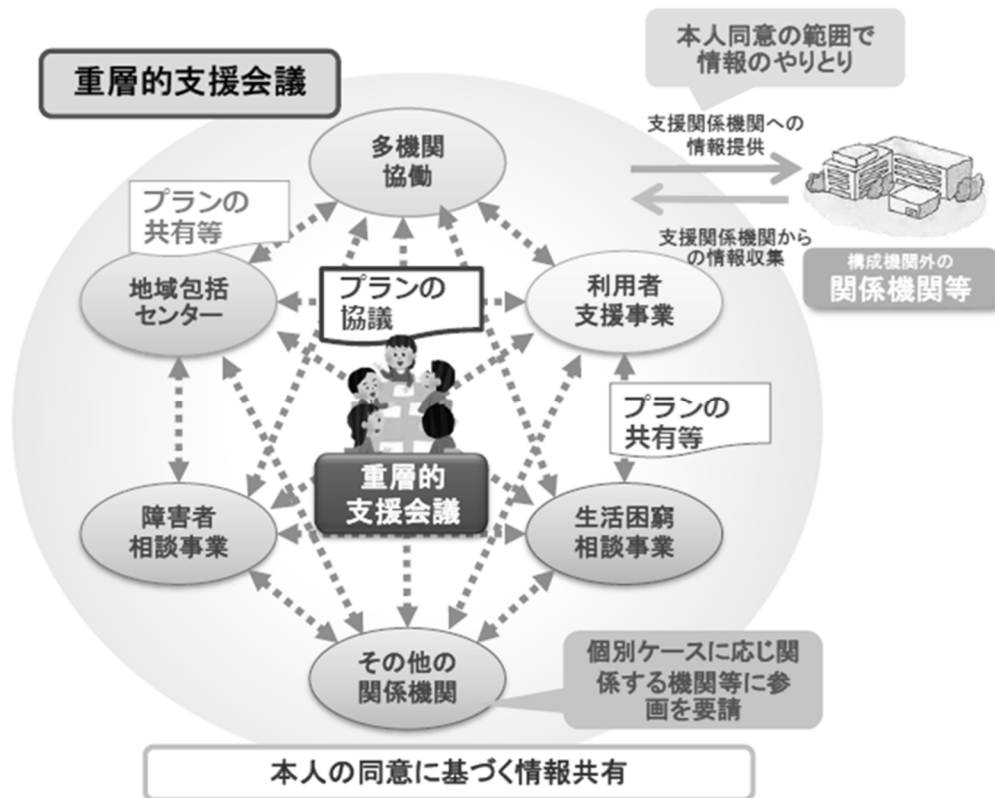 重層的支援会議
本人同意の範囲で
情報のやりとり
支援関係機関への
情報提供
支援関係機関から
の情報収集
構成機関外の
関係機関等
多機関
協働
プランの
共有等
地域包括
センター
プランの
協議
利用者
支援事業
プランの
共有等
重層的
支援会議
障害者
相談事業
生活困窮
相談事業
その他の
関係機関
個別ケースに応じ関
係する機関等に参
画を要請
本人の同意に基づく情報共有